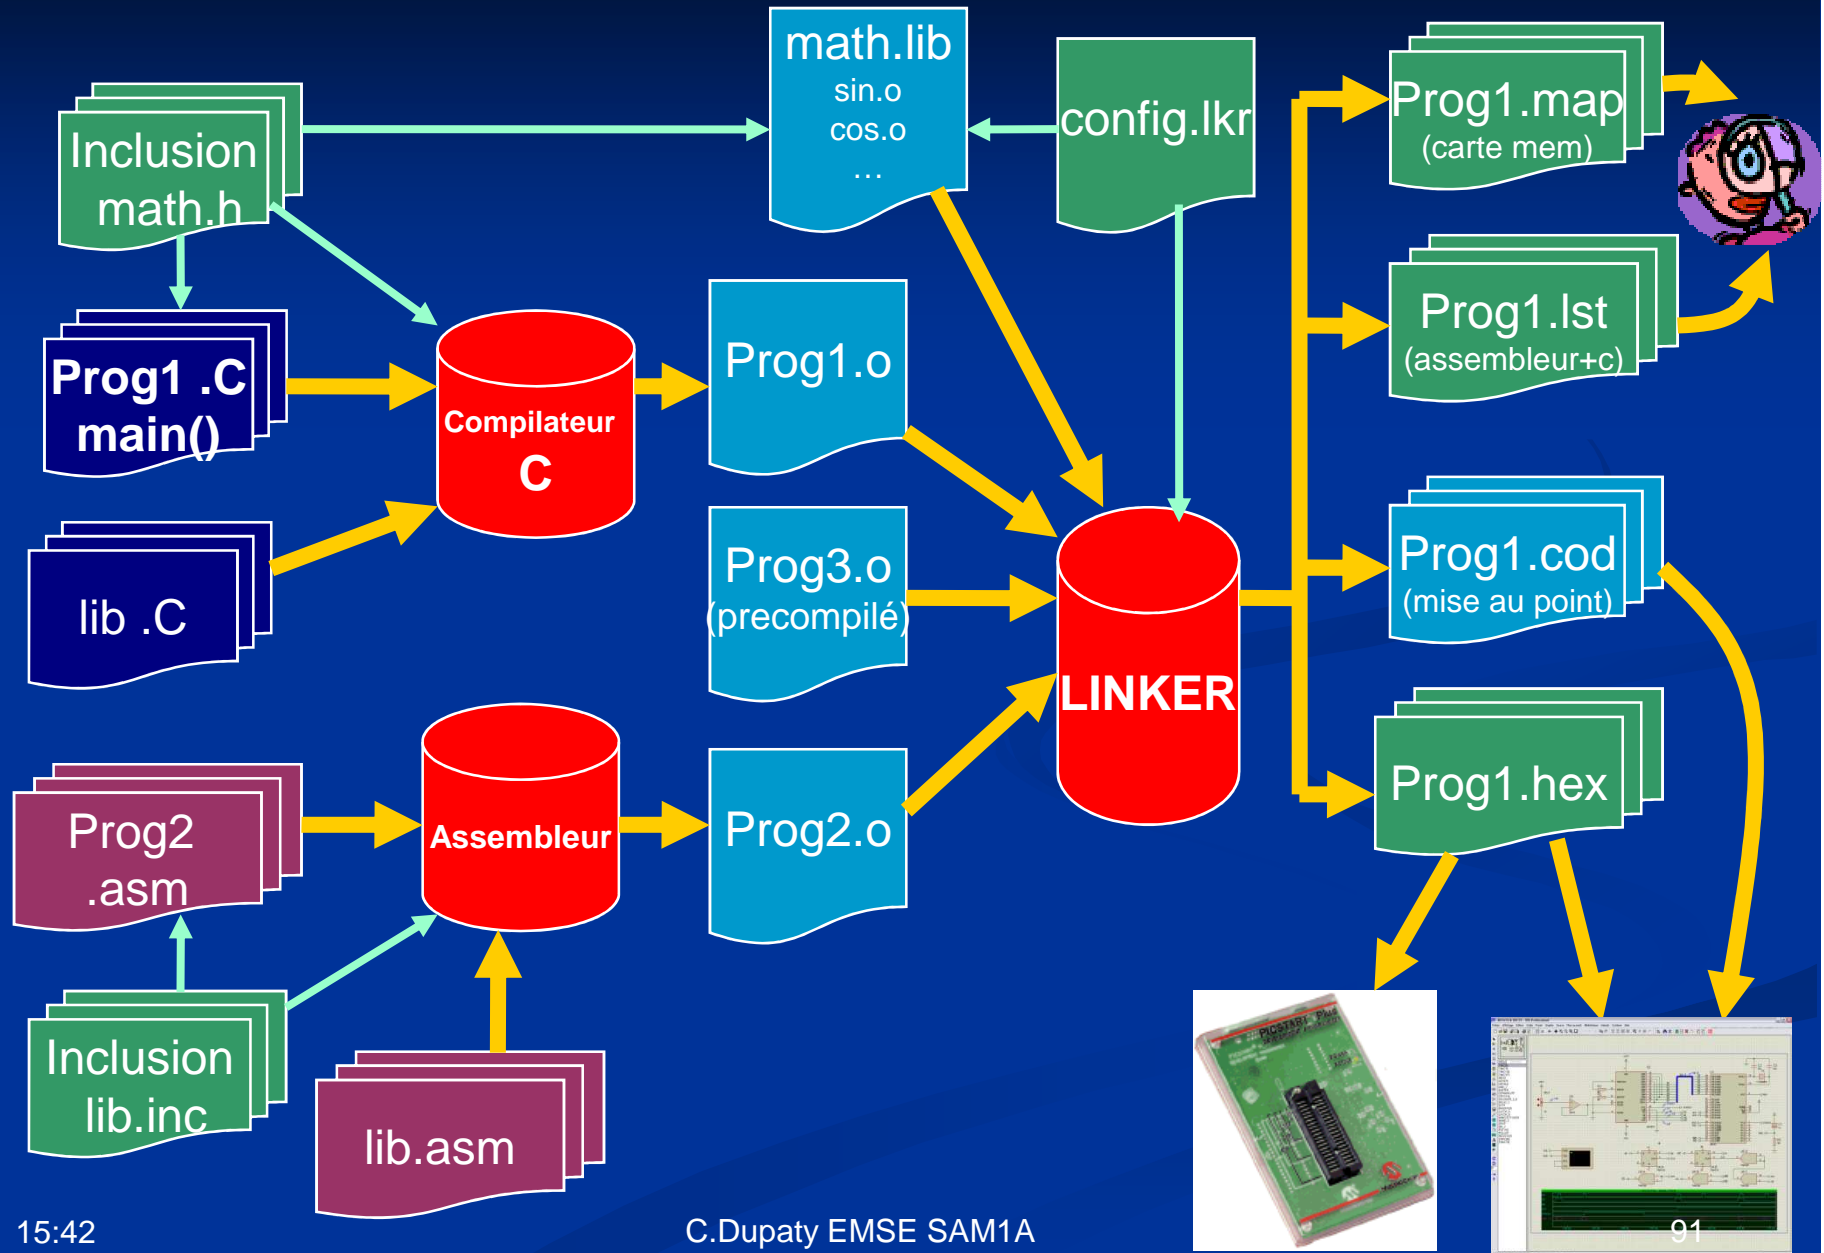 math.lib
sin.o
cos.o
…
config.lkr
Prog1.map
(carte mem)
Inclusion
math.h
Prog1.lst
(assembleur+c)
Prog1 .C
main()
Compilateur
C
Prog1.o
Prog3.o
(precompilé)
Prog1.cod
(mise au point)
lib .C
LINKER
Prog2
.asm
Assembleur
Prog2.o
Prog1.hex
Inclusion
lib.inc
lib.asm
PICSTART Plus
15:42
C.Dupaty EMSE SAM1A
91